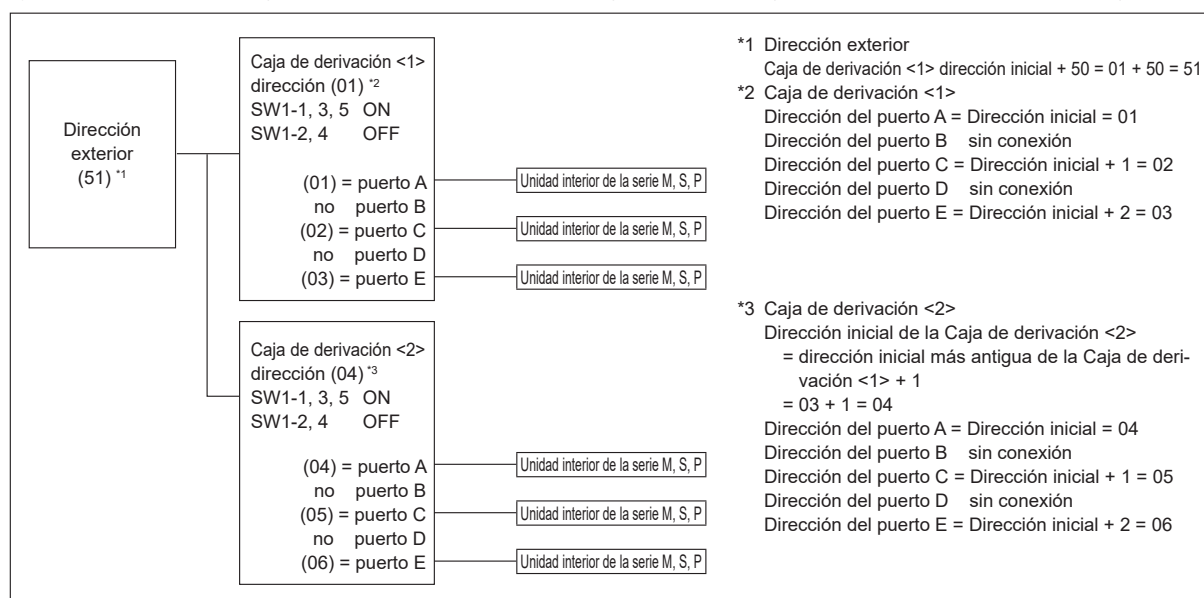 Dirección
exterior
(51) *1
Caja de derivación <1>
dirección (01) *2
SW1-1, 3, 5 ON
SW1-2, 4 OFF
(01) = puerto A
no puerto B
(02) = puerto C
no puerto D
(03) = puerto E
Unidad interior de la serie M, S, P
Unidad interior de la serie M, S, P
Unidad interior de la serie M, S, P
Caja de derivación <2>
dirección (04) *3
SW1-1, 3, 5 ON
SW1-2, 4 OFF
(04) = puerto A
no puerto B
(05) = puerto C
no puerto D
(06) = puerto E
Unidad interior de la serie M, S, P
Unidad interior de la serie M, S, P
Unidad interior de la serie M, S, P
*1 Dirección exterior
Caja de derivación <1> dirección inicial + 50 = 01 + 50 = 51
*2 Caja de derivación <1>
Dirección del puerto A = Dirección inicial = 01
Dirección del puerto B sin conexión
Dirección del puerto C = Dirección inicial + 1 = 02
Dirección del puerto D sin conexión
Dirección del puerto E = Dirección inicial + 2 = 03
*3 Caja de derivación <2>
Dirección inicial de la Caja de derivación <2>
= dirección inicial más antigua de la Caja de deri-
vación <1> + 1
= 03 + 1 = 04
Dirección del puerto A = Dirección inicial = 04
Dirección del puerto B sin conexión
Dirección del puerto C = Dirección inicial + 1 = 05
Dirección del puerto D sin conexión
Dirección del puerto E = Dirección inicial + 2 = 06